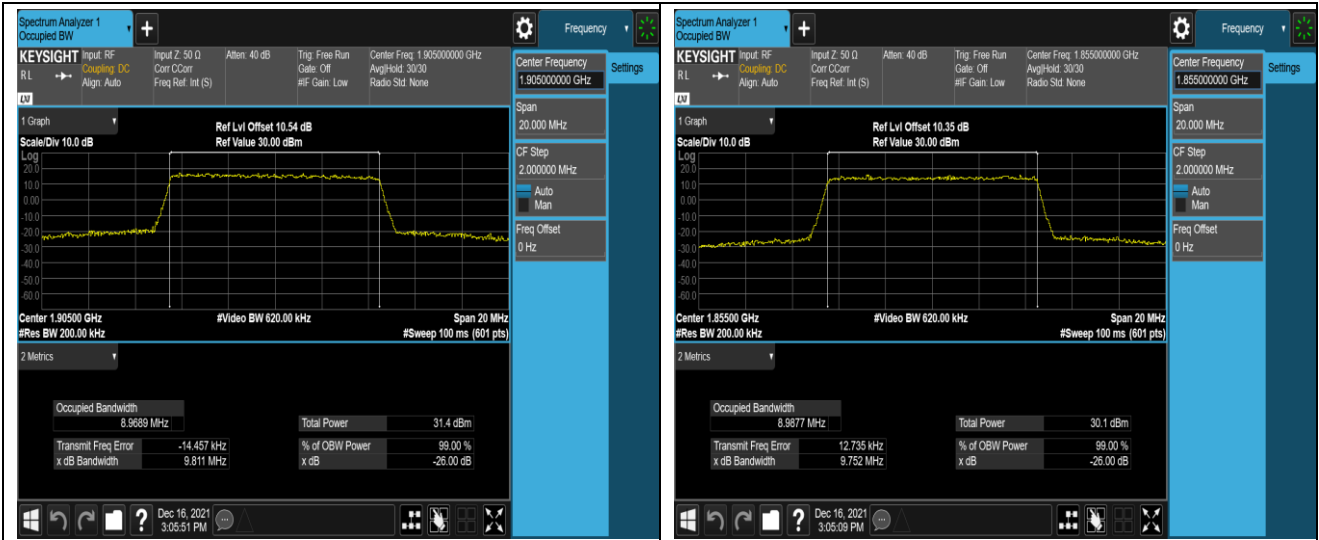 Spectrum Analyzer 1
Occupied BW
+
Frequency
KEYSIGHT
RL
LXI
Input: RF
Coupling: DC
Align: Auto
Input Z: 50 Ω
Corr CCorr
Freq Ref: Int (S)
Atten: 40 dB
Trig: Free Run
Gate: Off
#IF Gain: Low
Center Freq: 1.905000000 GHz
Avg|Hold: 30/30
Radio Std: None
Center Frequency
1.905000000 GHz
Settings
Span
20.000 MHz
CF Step
2.000000 MHz
Auto
Man
Freq Offset
0 Hz
1 Graph
Scale/Div 10.0 dB
Ref Lvl Offset 10.54 dB
Ref Value 30.00 dBm
Log
20.0
10.0
0.00
-10.0
-20.0
-30.0
-40.0
-50.0
-60.0
Center 1.90500 GHz
#Video BW 620.00 kHz
Span 20 MHz
#Res BW 200.00 kHz
#Sweep 100 ms (601 pts)
2 Metrics
Occupied Bandwidth
8.9689 MHz
Total Power 31.4 dBm
Transmit Freq Error -14.457 kHz
% of OBW Power 99.00 %
x dB Bandwidth 9.811 MHz
x dB -26.00 dB
?
Dec 16, 2021
3:05:51 PM
Spectrum Analyzer 1
Occupied BW
+
Frequency
KEYSIGHT
RL
LXI
Input: RF
Coupling: DC
Align: Auto
Input Z: 50 Ω
Corr CCorr
Freq Ref: Int (S)
Atten: 40 dB
Trig: Free Run
Gate: Off
#IF Gain: Low
Center Freq: 1.855000000 GHz
Avg|Hold: 30/30
Radio Std: None
Center Frequency
1.855000000 GHz
Settings
Span
20.000 MHz
CF Step
2.000000 MHz
Auto
Man
Freq Offset
0 Hz
1 Graph
Scale/Div 10.0 dB
Ref Lvl Offset 10.35 dB
Ref Value 30.00 dBm
Log
20.0
10.0
0.00
-10.0
-20.0
-30.0
-40.0
-50.0
-60.0
Center 1.85500 GHz
#Video BW 620.00 kHz
Span 20 MHz
#Res BW 200.00 kHz
#Sweep 100 ms (601 pts)
2 Metrics
Occupied Bandwidth
8.9877 MHz
Total Power 30.1 dBm
Transmit Freq Error 12.735 kHz
% of OBW Power 99.00 %
x dB Bandwidth 9.752 MHz
x dB -26.00 dB
?
Dec 16, 2021
3:05:09 PM